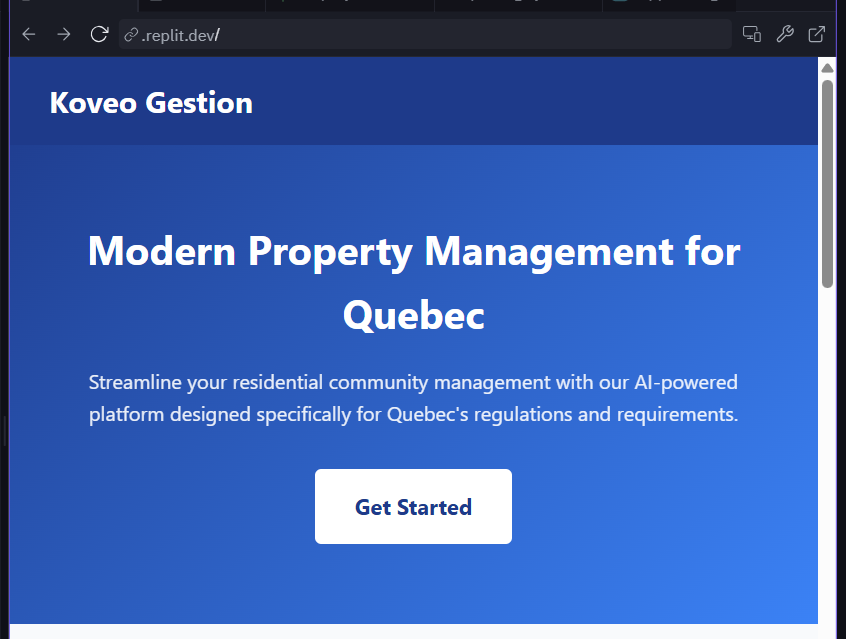 .replit.dev/
Koveo Gestion
Modern Property Management for
Quebec
Streamline your residential community management with our AI-powered
platform designed specifically for Quebec's regulations and requirements.
Get Started